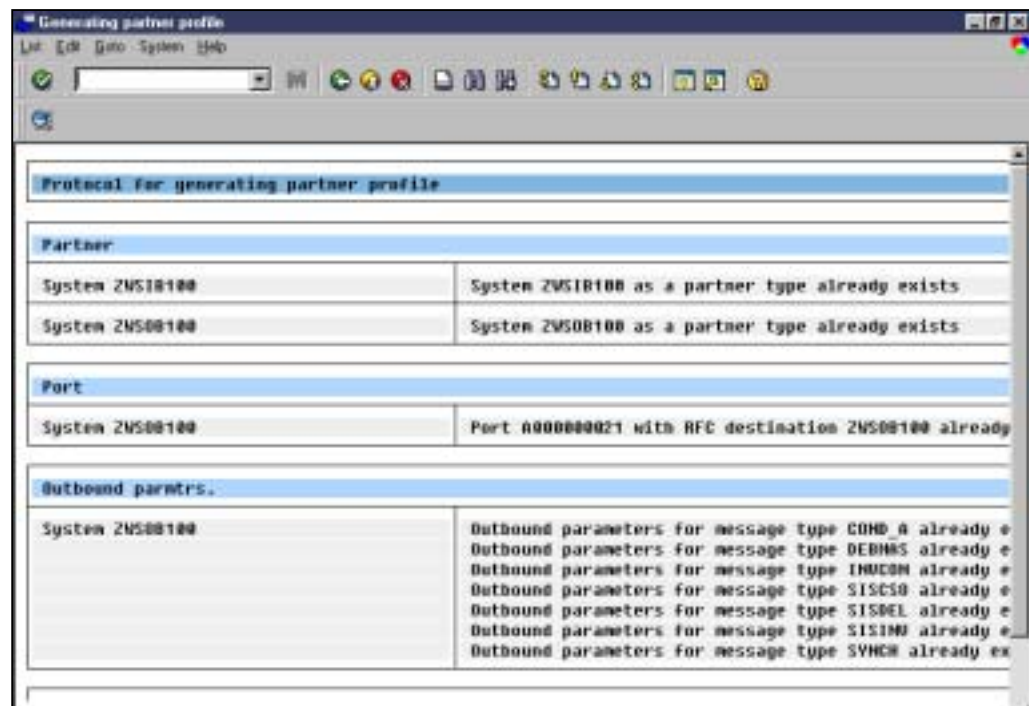 Generating partner profile
List Edit Goto System Help
Protocol for generating partner profile
Partner
System ZWSIB100 System ZWSIB100 as a partner type already exists
System ZWSOB100 System ZWSOB100 as a partner type already exists
Port
System ZWSOB100 Port A000000021 with RFC destination ZWSOB100 already
Outbound parmtrs.
System ZWSOB100 Outbound parameters for message type COND_A already e
Outbound parameters for message type DEBMAS already e
Outbound parameters for message type INVCON already e
Outbound parameters for message type SISCSO already e
Outbound parameters for message type SISDEL already e
Outbound parameters for message type SISINV already e
Outbound parameters for message type SYNCH already ex